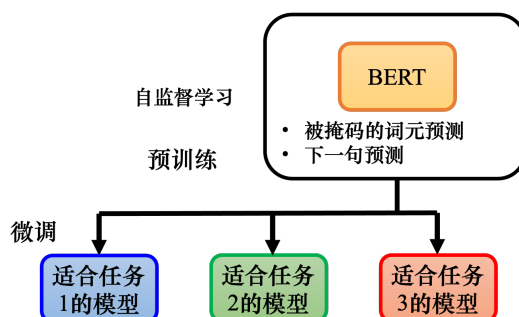 BERT
自监督学习
• 被掩码的词元预测
• 下一句预测
预训练
微调
适合任务
1的模型
适合任务
2的模型
适合任务
3的模型